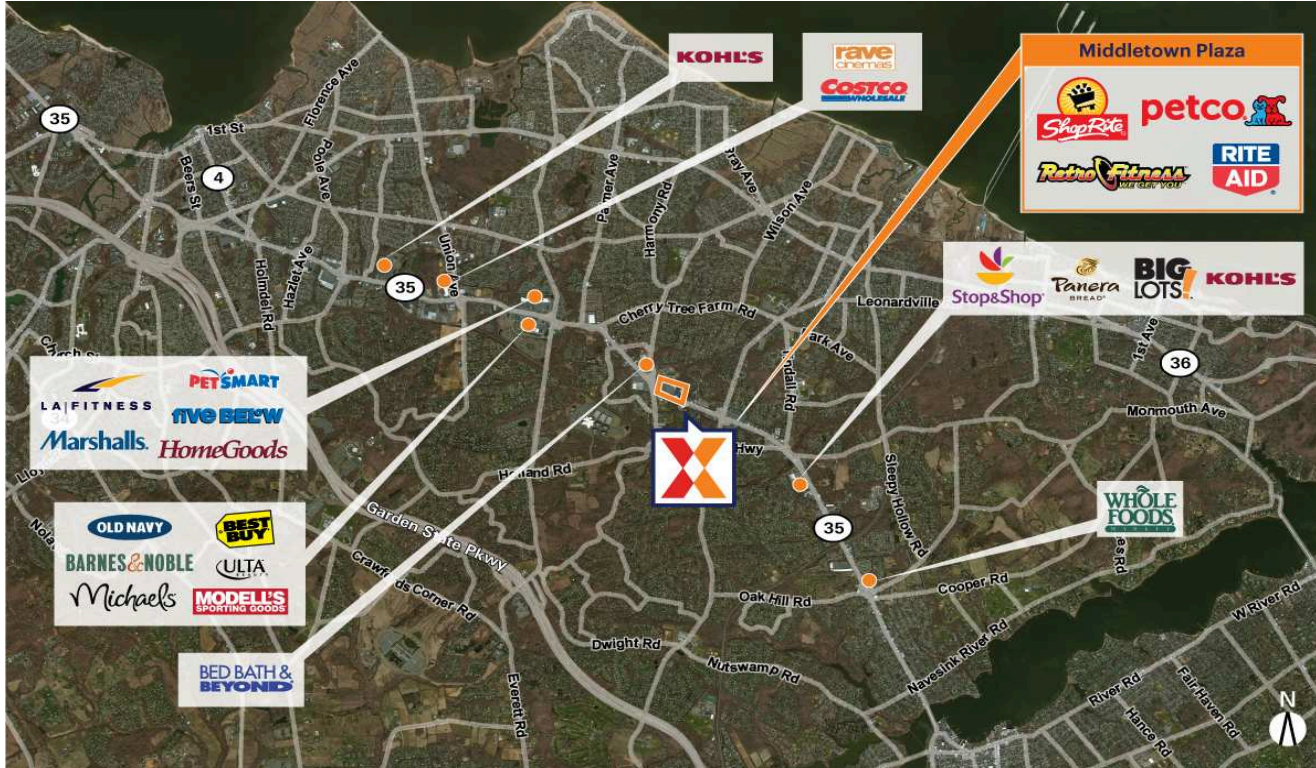 KOHL'S
rave
cinemas
COSTCO
WHOLESALE
Middletown Plaza
ShopRite
petco
Retro Fitness
WE GET YOU
RITE
AID
Stop&Shop
Panera
BREAD
BIG
LOTS!
KOHL'S
LA|FITNESS
PETSMART
five BEL°W
Marshalls
HomeGoods
OLD NAVY
BEST
BUY
BARNES&NOBLE
ULTA
BEAUTY
Michaels
MODELL'S
SPORTING GOODS
BED BATH &
BEYOND
WHOLE
FOODS
MARKET
35
1st St
Florence Ave
4
Beers St
Poole Ave
Palmer Ave
Harmony Rd
Wilson Ave
Union Ave
Hazlet Ave
Holmdel Rd
35
Cherry Tree Farm Rd
Leonardville
Park Ave
1st Ave
36
Monmouth Ave
Hwy
Holland Rd
Sleepy Hollow Rd
35
Garden State Pkwy
Crawfords Corner Rd
Oak Hill Rd
Cooper Rd
Dwight Rd
Nutswamp Rd
Navesink River Rd
W River Rd
River Rd
Fair Haven Rd
Hance Rd
Everett Rd
N